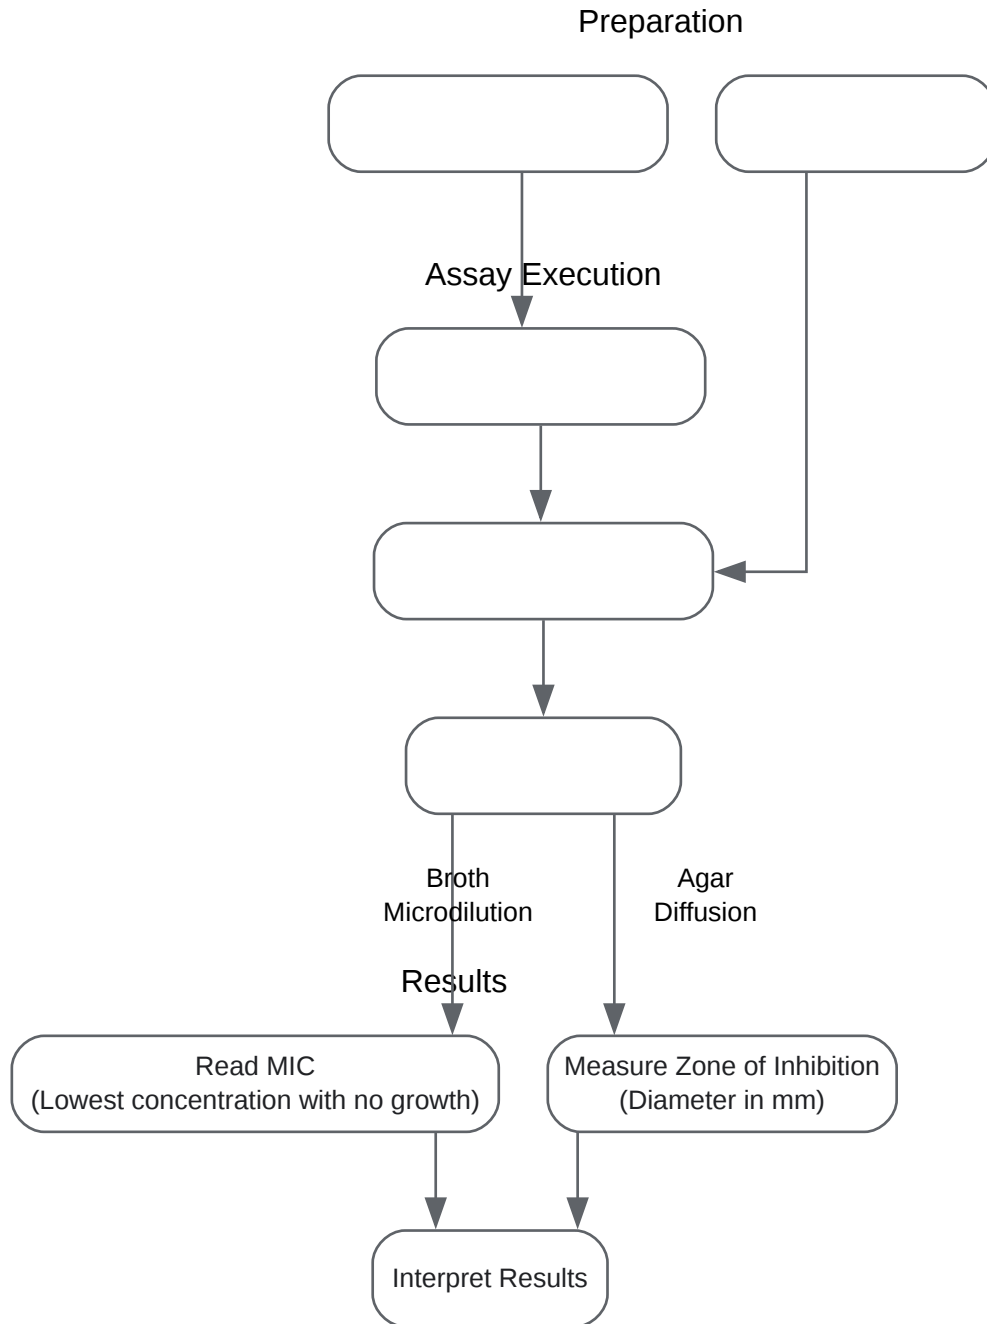 Preparation
Assay Execution
Broth
Microdilution
Agar
Diffusion
Results
Read MIC
(Lowest concentration with no growth)
Measure Zone of Inhibition
(Diameter in mm)
Interpret Results